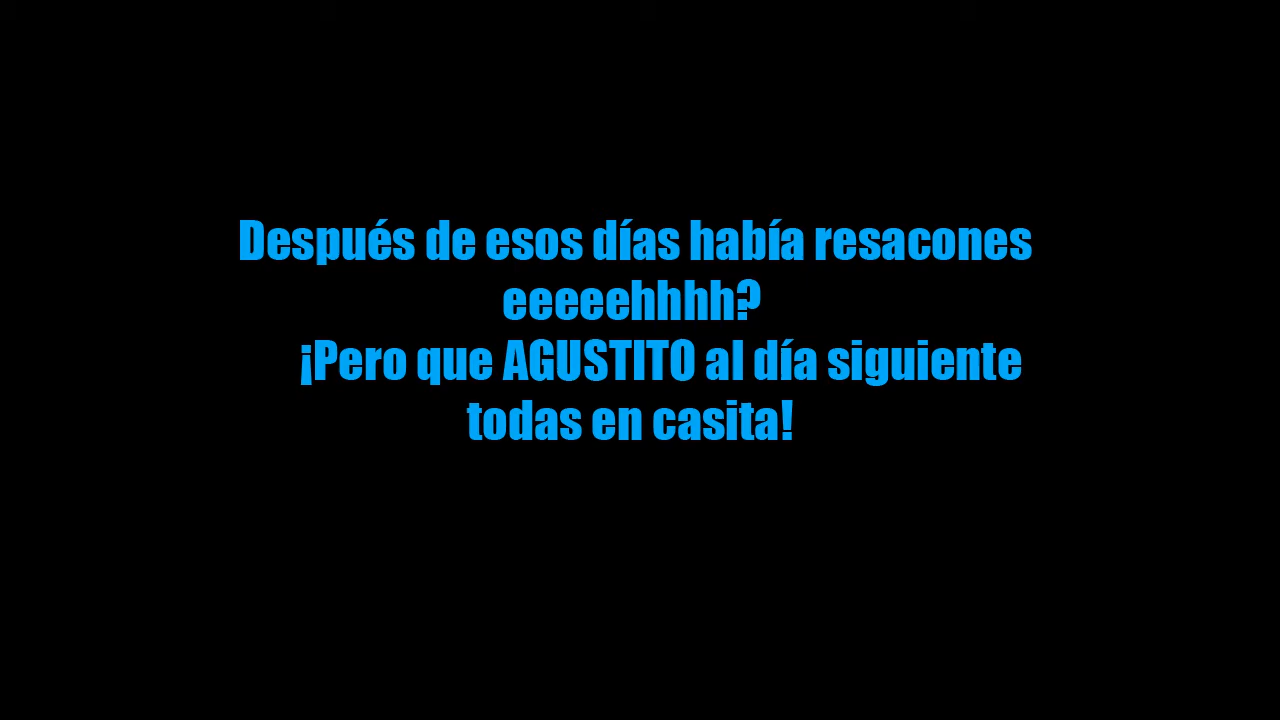 Después de esos días había resacones
eeeeehhhh?
¡Pero que AGUSTITO al día siguiente
todas en casita!